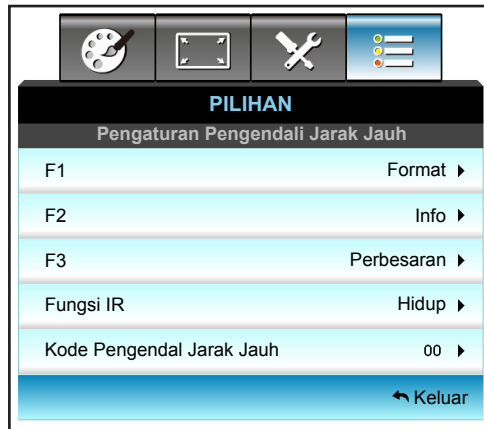 PILIHAN
Pengaturan Pengendali Jarak Jauh
F1 Format
F2 Info
F3 Perbesaran
Fungsi IR Hidup
Kode Pengendal Jarak Jauh 00
Keluar